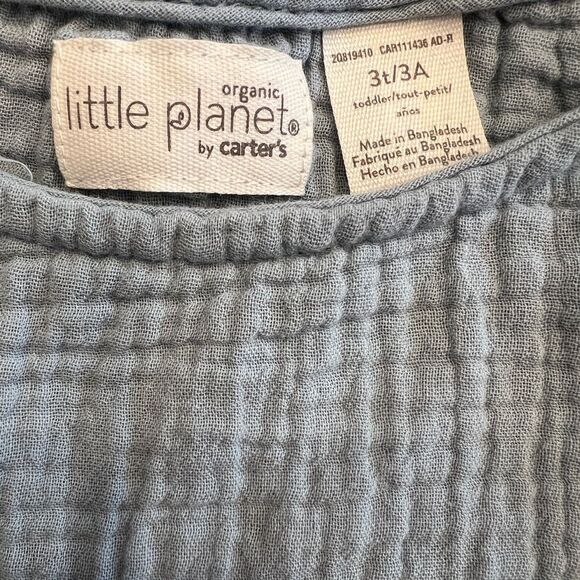 organic
little planet®
by carter's
2Q819410 CAR111436 AD-R
3t/3A
toddler/tout-petit/
años
Made in Bangladesh
Fabriqué au Bangladesh
Hecho en Bangladesh